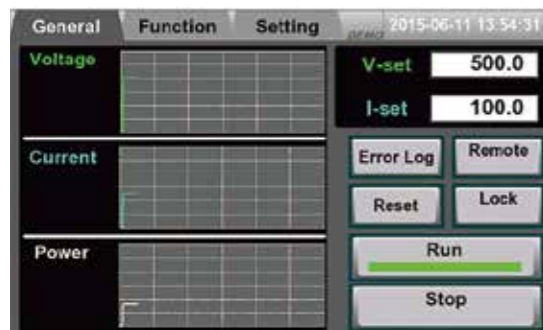 General Function Setting DEMO 2015-06-11 13:54:31
Voltage
V-set 500.0
I-set 100.0
Current
Error Log Remote
Reset Lock
Power
Run
Stop